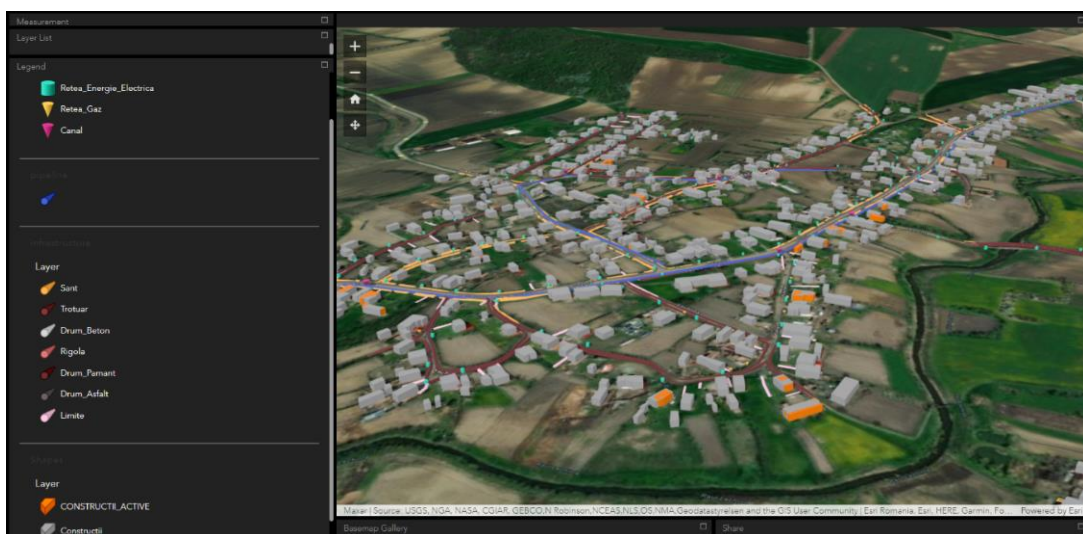 Measurement
Layer List
Legend
Retea_Energie_Electrica
Retea_Gaz
Canal
Layer
Sant
Trotuar
Drum_Beton
Rigola
Drum_Pamant
Drum_Asfalt
Limite
Layer
CONSTRUCTII_ACTIVE
Constructii
Maxar | Source: USGS, NGA, NASA, CGIAR, GEBCO,N Robinson,NCEAS,NLS,OS,NMA,Geodatastyrelsen and the GIS User Community | Esri Romania, Esri, HERE, Garmin, Fo... Powered by Esri
Basemap Gallery
Share